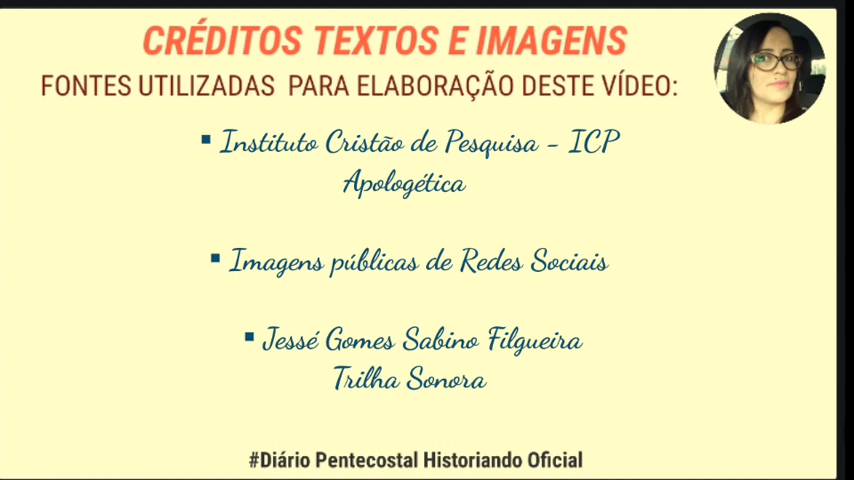 CRÉDITOS TEXTOS E IMAGENS
FONTES UTILIZADAS PARA ELABORAÇÃO DESTE VÍDEO:
▪ Instituto Cristão de Pesquisa - ICP
Apologética
▪ Imagens públicas de Redes Sociais
▪ Jessé Gomes Sabino Filgueira
Trilha Sonora
#Diário Pentecostal Historiando Oficial